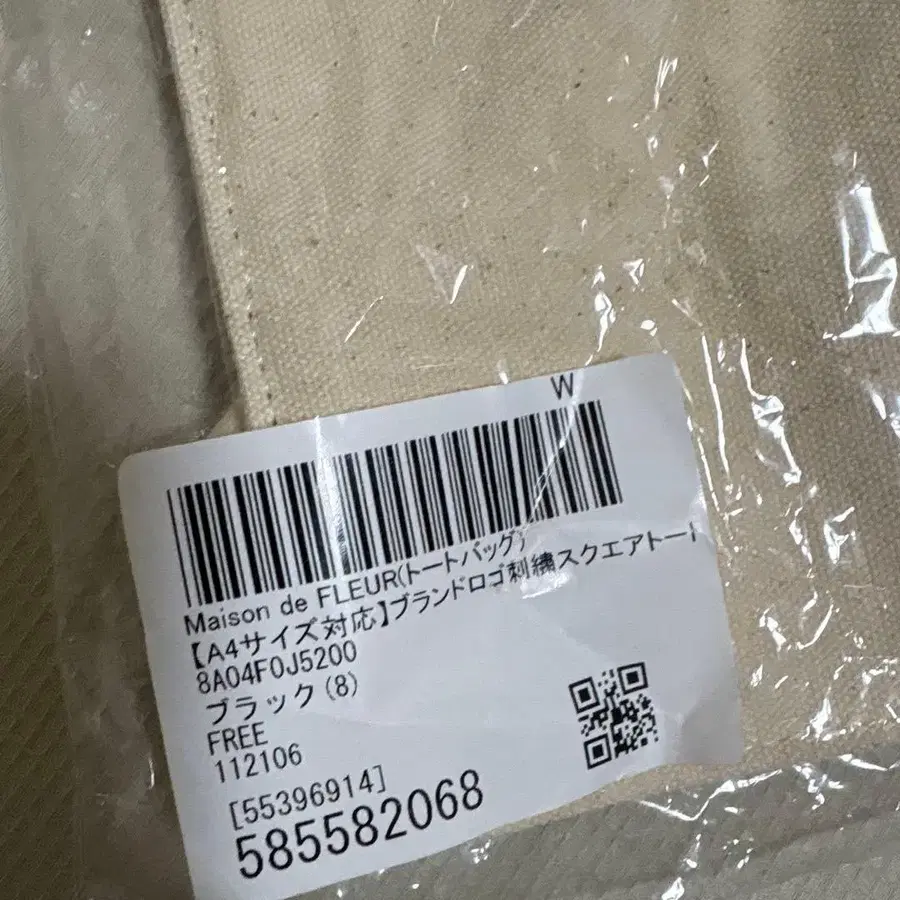 W
Maison de FLEUR(トートバッグ)
【A4サイズ対応】ブランドロゴ刺繍スクエアトート
8A04F0J5200
ブラック(8)
FREE
112106
[55396914]
585582068